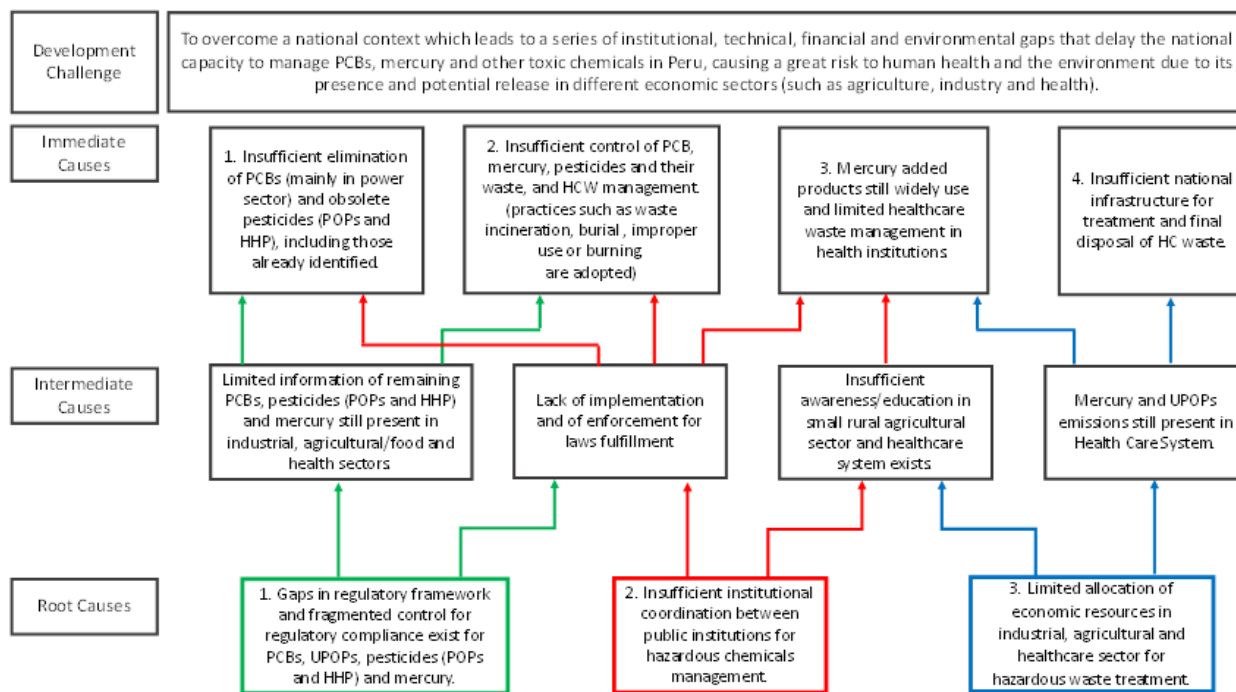 Development
Challenge
To overcome a national context which leads to a series of institutional, technical, financial and environmental gaps that delay the national
capacity to manage PCBs, mercury and other toxic chemicals in Peru, causing a great risk to human health and the environment due to its
presence and potential release in different economic sectors (such as agriculture, industry and health).
Immediate
Causes
1. Insufficient elimination
of PCBs (mainly in power
sector) and obsolete
pesticides (POPs and
HHP), including those
already identified.
2. Insufficient control of PCB,
mercury, pesticides and their
waste, and HCW management.
(practices such as waste
incineration, burial , improper
use or burning
are adopted)
3. Mercury added
products still widely use
and limited healthcare
waste management in
health institutions.
4. Insufficient national
infrastructure for
treatment and final
disposal of HC waste.
Intermediate
Causes
Limited information of remaining
PCBs, pesticides (POPs and HHP)
and mercury still present in
industrial, agricultural/food and
health sectors.
Lack of implementation
and of enforcement for
laws fulfillment
Insufficient
awareness/education in
small rural agricultural
sector and healthcare
system exists.
Mercury and UPOPs
emissions still present in
Health Care System.
Root Causes
1. Gaps in regulatory framework
and fragmented control for
regulatory compliance exist for
PCBs, UPOPs, pesticides (POPs
and HHP) and mercury.
2. Insufficient institutional
coordination between
public institutions for
hazardous chemicals
management.
3. Limited allocation of
economic resources in
industrial, agricultural and
healthcare sector for
hazardous waste treatment.